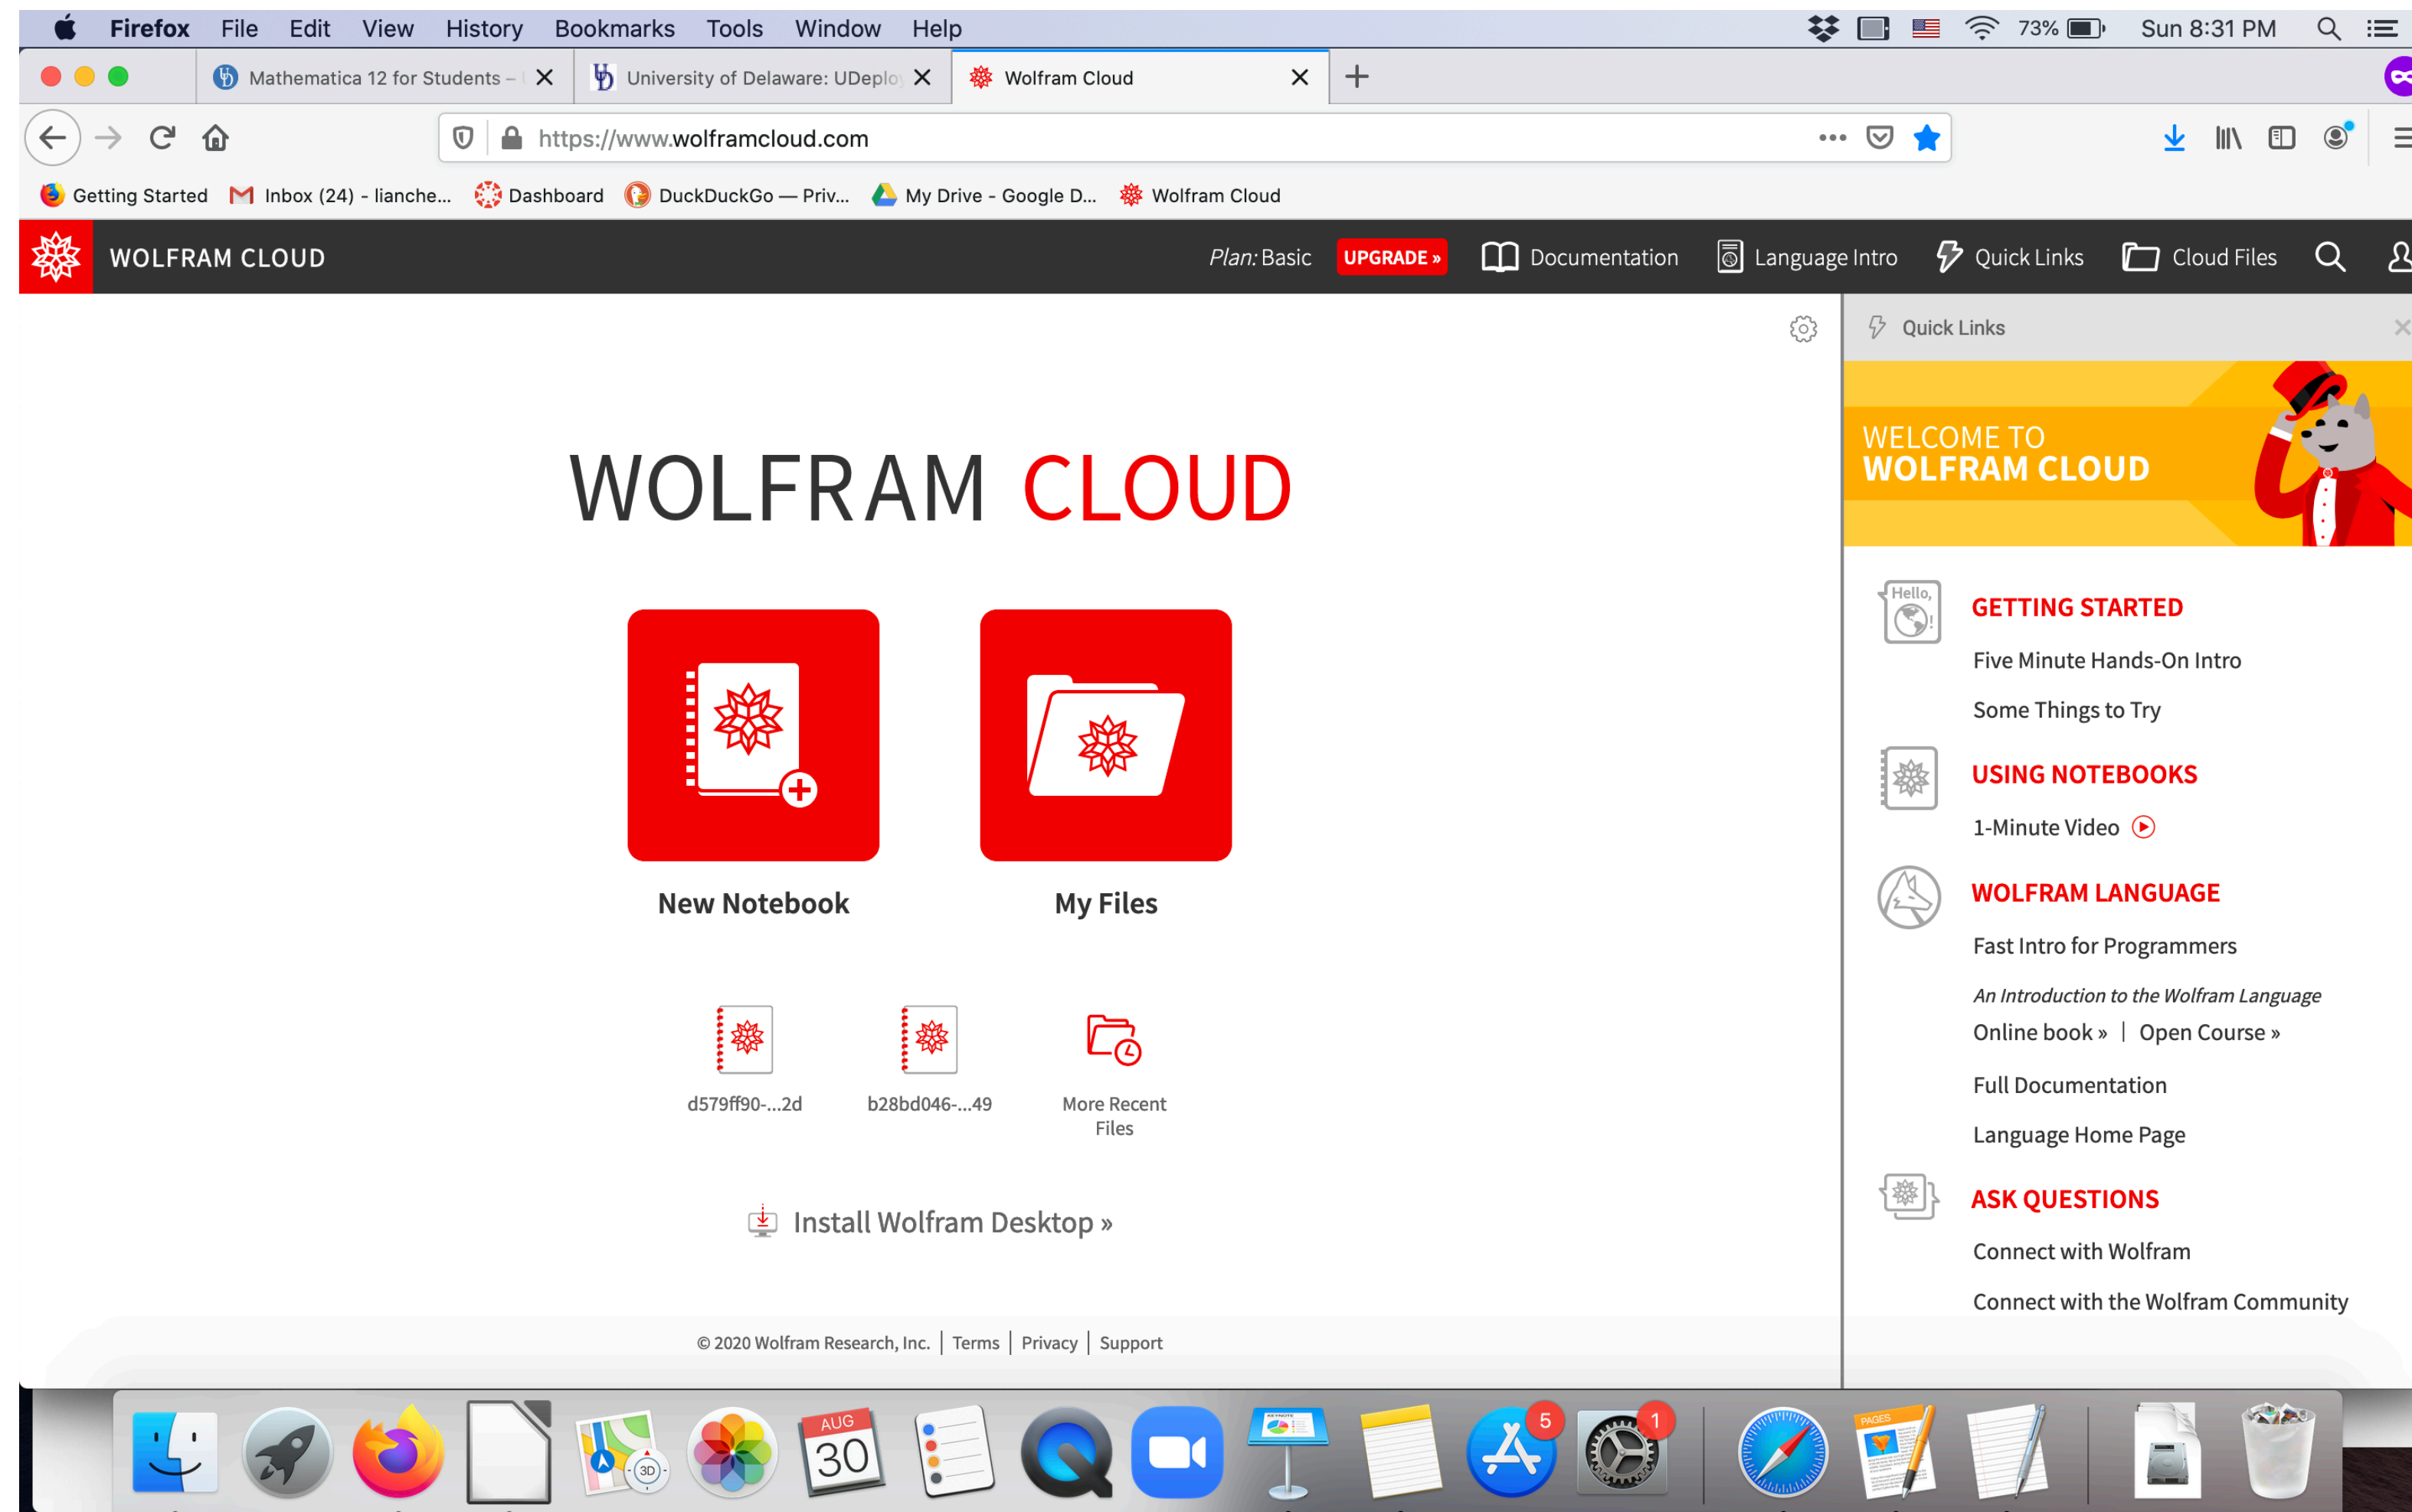 Firefox File Edit View History Bookmarks Tools Window Help 73% Sun 8:31 PM
Mathematica 12 for Students – University of Delaware: UDeploy Wolfram Cloud
https://www.wolframcloud.com
Getting Started Inbox (24) - lianche... Dashboard DuckDuckGo — Priv... My Drive - Google D... Wolfram Cloud
WOLFRAM CLOUD Plan: Basic UPGRADE » Documentation Language Intro Quick Links Cloud Files
Quick Links
WELCOME TO
WOLFRAM CLOUD
WOLFRAM CLOUD
New Notebook My Files
d579ff90-...2d b28bd046-...49 More Recent
Files
Install Wolfram Desktop »
© 2020 Wolfram Research, Inc. | Terms | Privacy | Support
Hello,
GETTING STARTED
Five Minute Hands-On Intro
Some Things to Try
USING NOTEBOOKS
1-Minute Video
WOLFRAM LANGUAGE
Fast Intro for Programmers
An Introduction to the Wolfram Language
Online book » | Open Course »
Full Documentation
Language Home Page
ASK QUESTIONS
Connect with Wolfram
Connect with the Wolfram Community
3D
AUG
30
KEYNOTE
5
1
PAGES